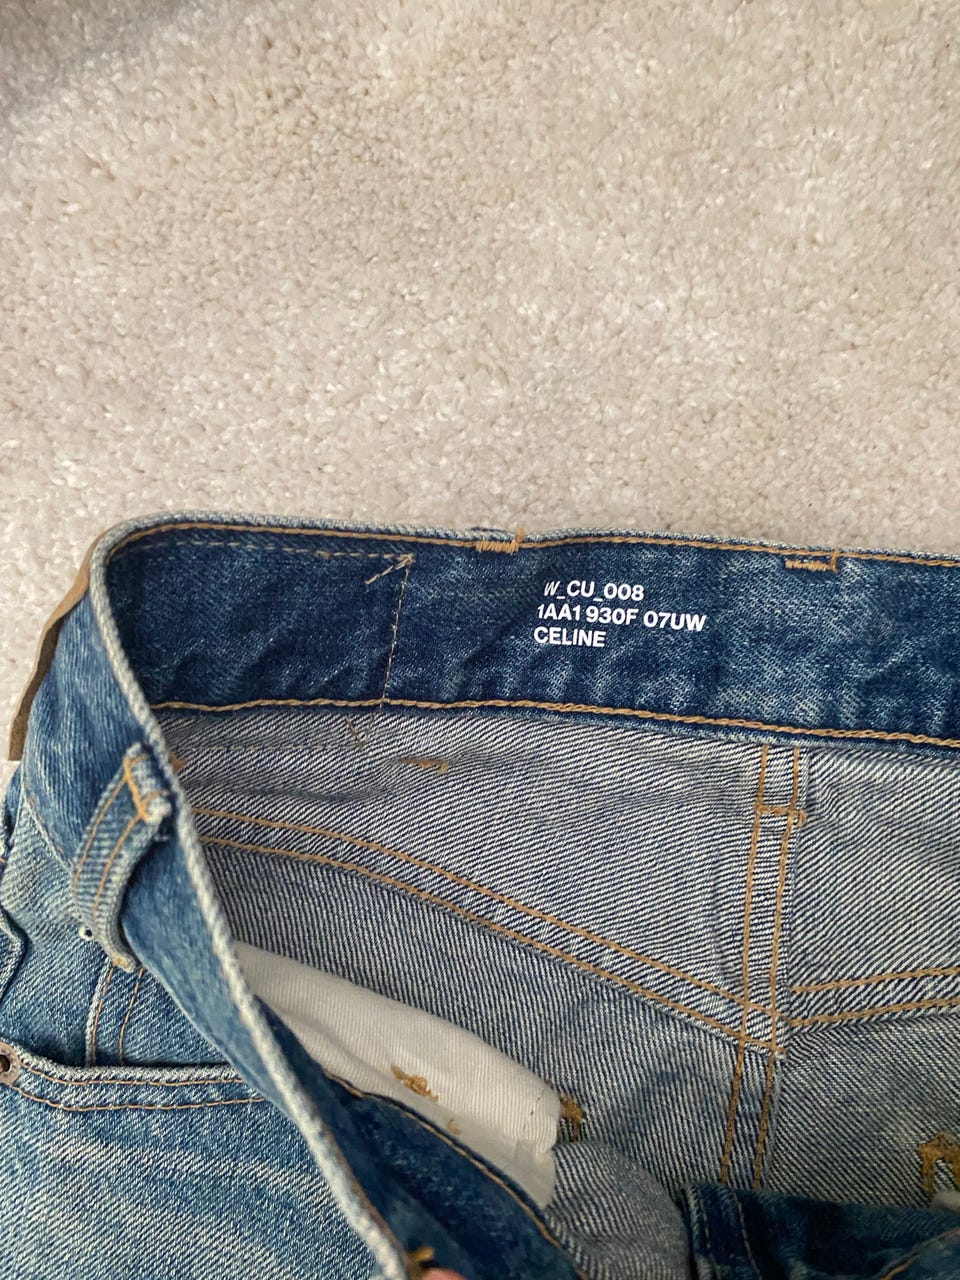 W_CU_008
1AA1 930F 07UW
CELINE